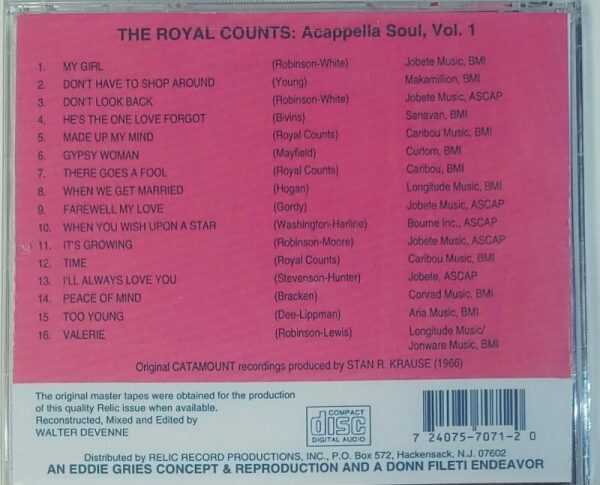 THE ROYAL COUNTS: Acappella Soul, Vol. 1
1. MY GIRL (Robinson-White) Jobete Music, BMI
2. DON'T HAVE TO SHOP AROUND (Young) Makamillion, BMI
3. DON'T LOOK BACK (Robinson-White) Jobete Music, ASCAP
4. HE'S THE ONE LOVE FORGOT (Bivins) Sanavan, BMI
5. MADE UP MY MIND (Royal Counts) Caribou Music, BMI
6. GYPSY WOMAN (Mayfield) Curtom, BMI
7. THERE GOES A FOOL (Royal Counts) Caribou, BMI
8. WHEN WE GET MARRIED (Hogan) Longitude Music, BMI
9. FAREWELL MY LOVE (Gordy) Jobete Music, ASCAP
10. WHEN YOU WISH UPON A STAR (Washington-Harline) Bourne Inc., ASCAP
11. IT'S GROWING (Robinson-Moore) Jobete Music, ASCAP
12. TIME (Royal Counts) Caribou Music, BMI
13. I'LL ALWAYS LOVE YOU (Stevenson-Hunter) Jobete, ASCAP
14. PEACE OF MIND (Bracken) Conrad Music, BMI
15 TOO YOUNG (Dee-Lippman) Aria Music, BMI
16. VALERIE (Robinson-Lewis) Longitude Music/
Jonware Music, BMI
Original CATAMOUNT recordings produced by STAN R. KRAUSE (1966)
The original master tapes were obtained for the production
of this quality Relic issue when available.
Reconstructed, Mixed and Edited by
WALTER DEVENNE
COMPACT
disc
DIGITAL AUDIO
7 24075-7071-2 0
Distributed by RELIC RECORD PRODUCTIONS, INC., P.O. Box 572, Hackensack, N.J. 07602
AN EDDIE GRIES CONCEPT & REPRODUCTION AND A DONN FILETI ENDEAVOR